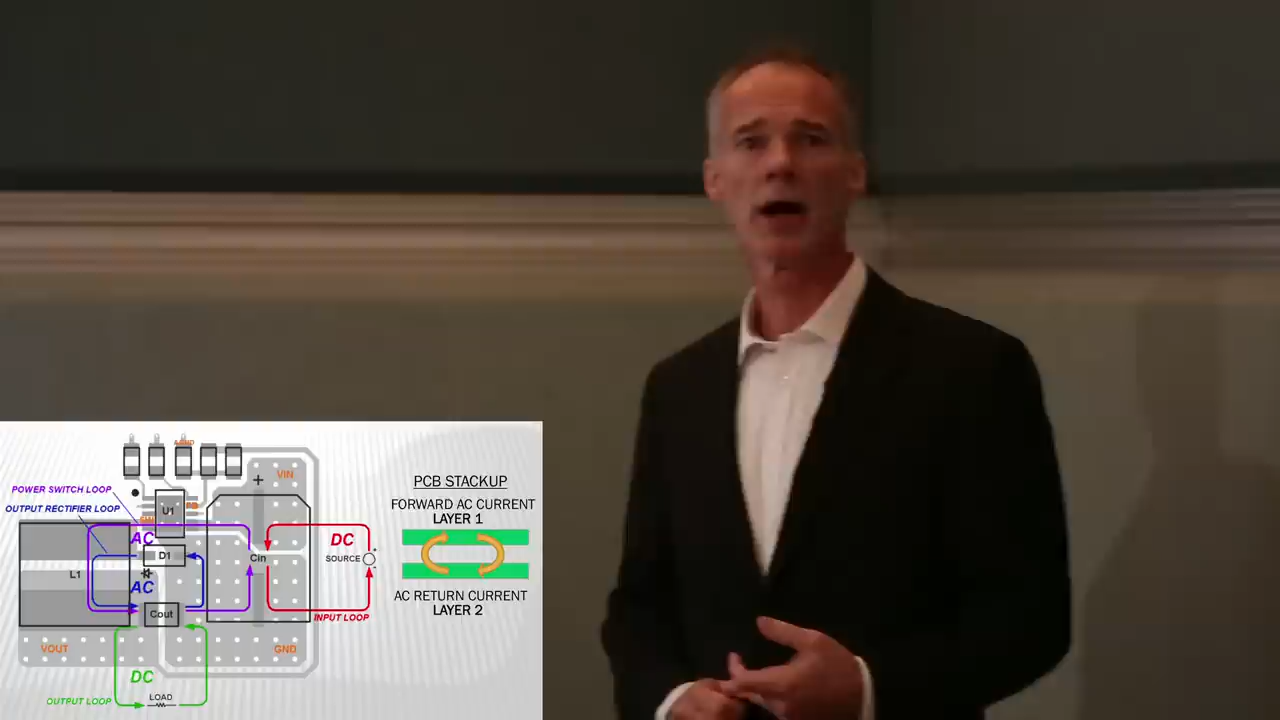 VIN
+
POWER SWITCH LOOP
OUTPUT RECTIFIER LOOP
U1
AC
D1
L1
AC
Cin
DC
SOURCE
Cout
INPUT LOOP
VOUT
GND
DC
OUTPUT LOOP
LOAD
PCB STACKUP
FORWARD AC CURRENT
LAYER 1
AC RETURN CURRENT
LAYER 2